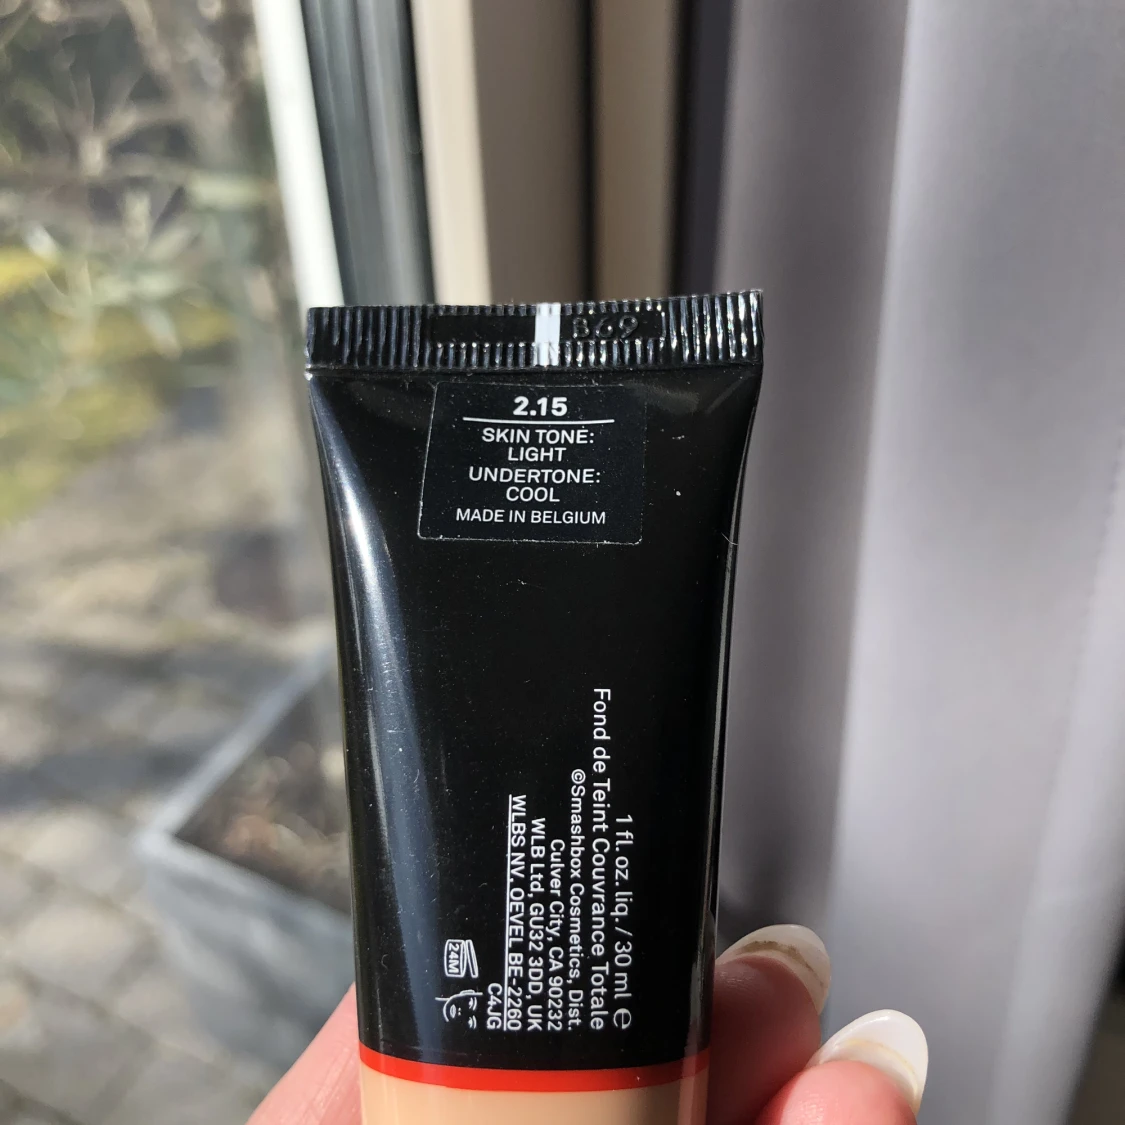 B69
2.15
SKIN TONE:
LIGHT
UNDERTONE:
COOL
MADE IN BELGIUM
1 fl. oz. liq./30 ml ℮
Fond de Teint Couvrance Totale
©Smashbox Cosmetics, Dist.
Culver City, CA 90232
WLB Ltd, GU32 3DD, UK
WLBS NV. OEVEL BE-2260
C4JG
24M